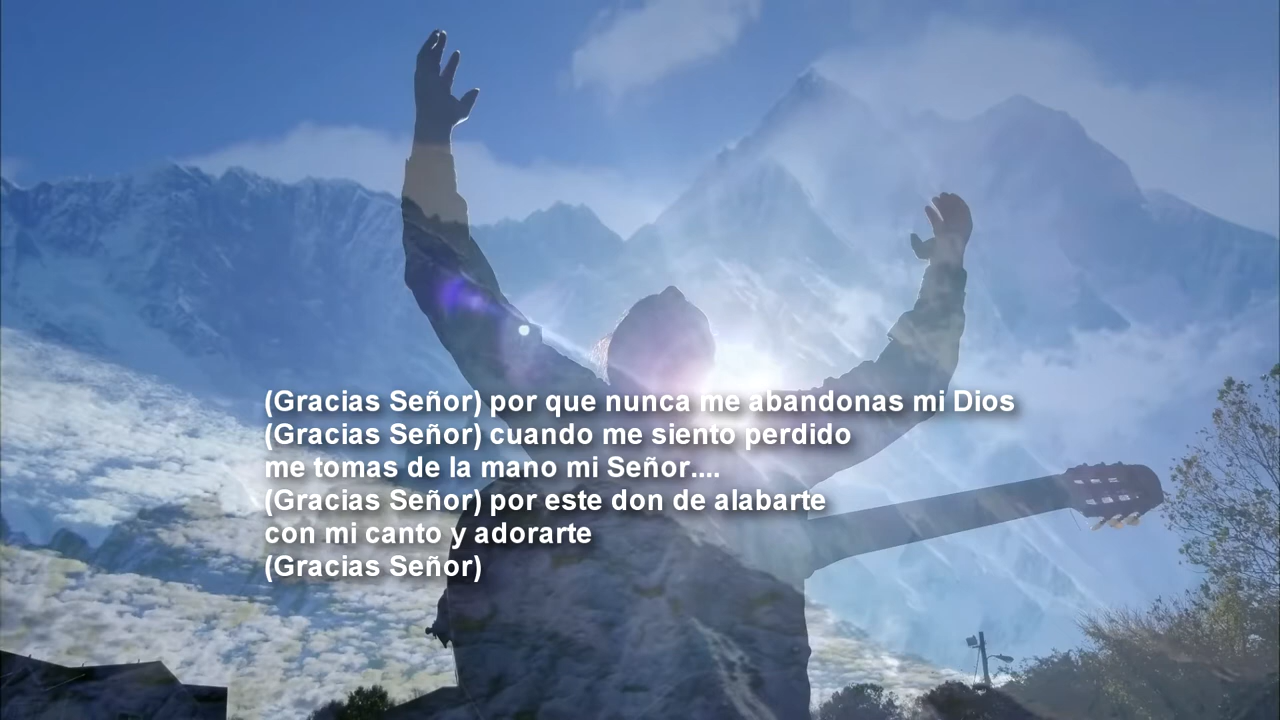 (Gracias Señor) por que nunca me abandonas mi Dios
(Gracias Señor) cuando me siento perdido
me tomas de la mano mi Señor....
(Gracias Señor) por este don de alabarte
con mi canto y adorarte
(Gracias Señor)